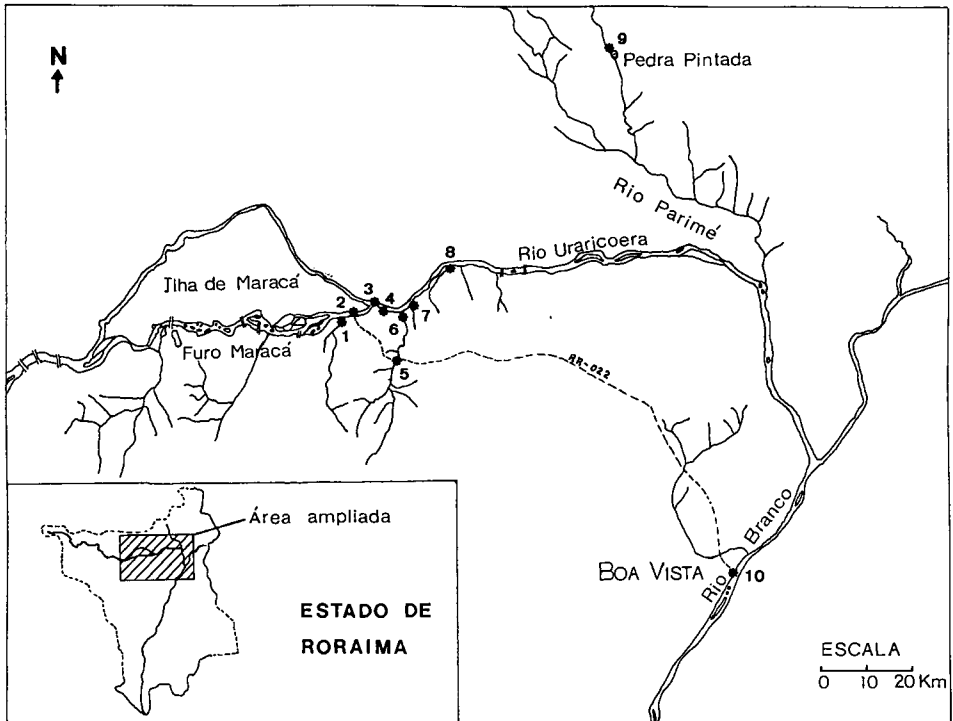 N
9
Pedra Pintada
Rio Parimé
Rio Uraricoera
8
Ilha de Maracá
3
2
4
6
7
1
Furo Maracá
5
RR-022
Área ampliada
ESTADO DE
RORAIMA
BOA VISTA
10
Rio Branco
ESCALA
0 10 20 Km